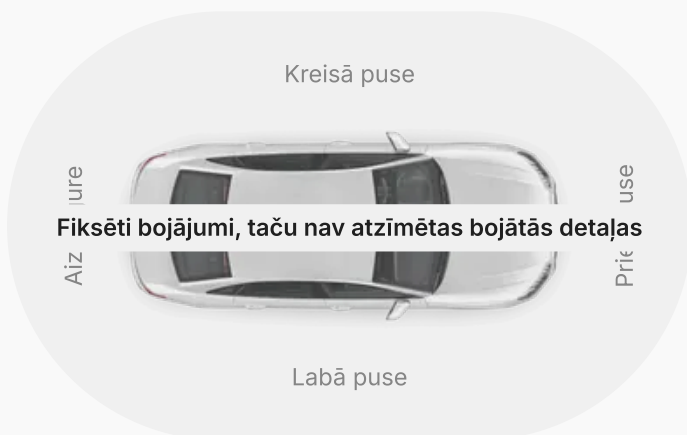 Kreisā puse
Fiksēti bojājumi, taču nav atzīmētas bojātās detaļas
Labā puse